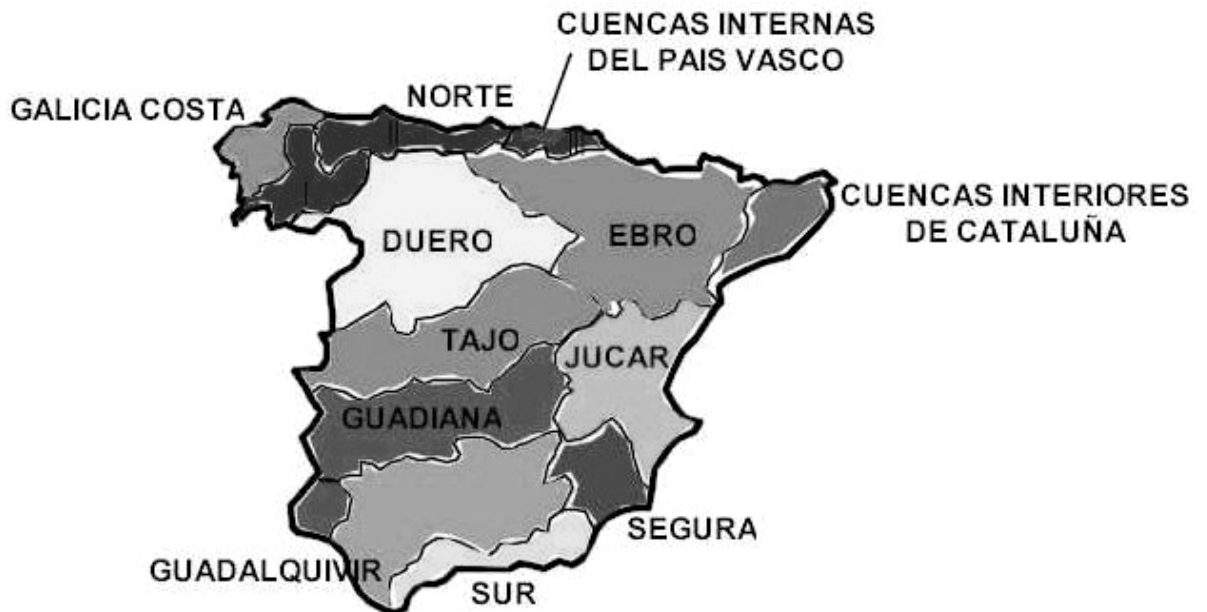 CUENCAS INTERNAS
DEL PAIS VASCO
NORTE
GALICIA COSTA
CUENCAS INTERIORES
DE CATALUÑA
DUERO
EBRO
TAJO
JUCAR
GUADIANA
SEGURA
GUADALQUIVIR
SUR